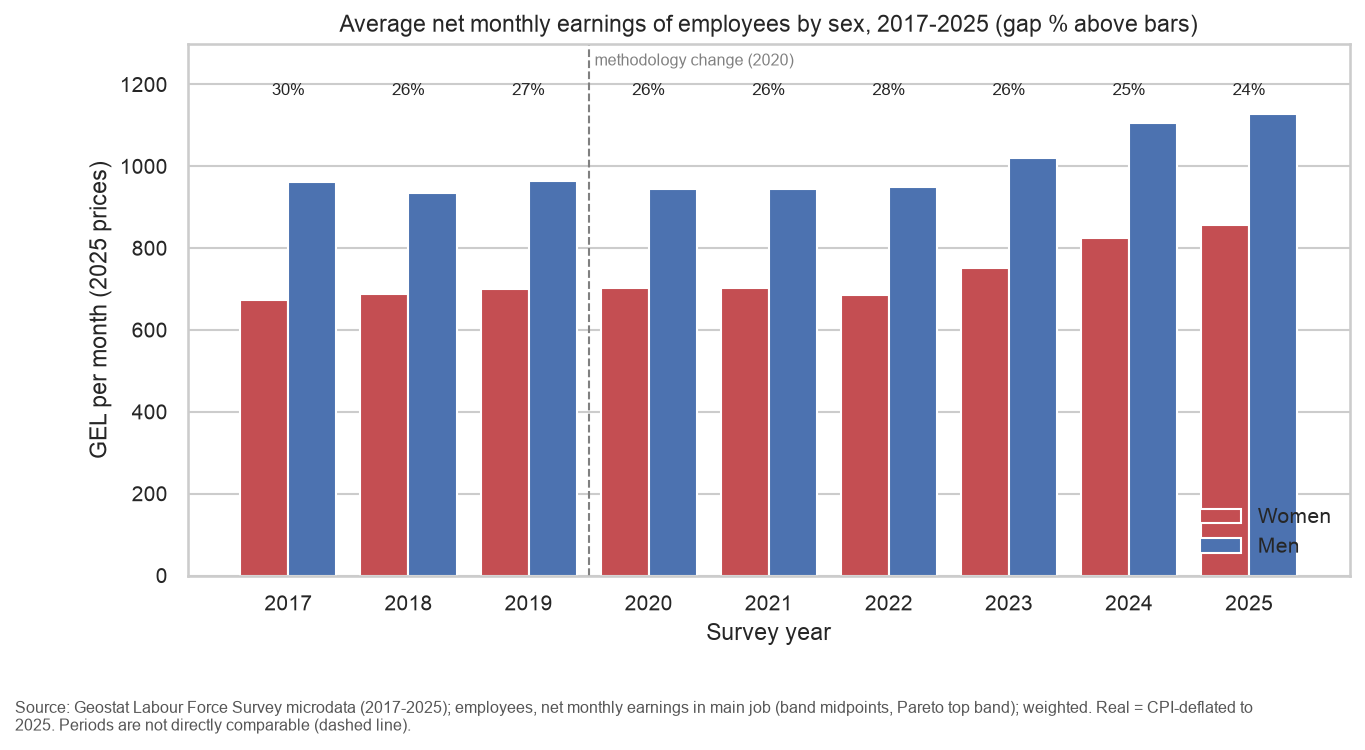 Average net monthly earnings of employees by sex, 2017-2025 (gap % above bars)
methodology change (2020)
30% 26% 27% 26% 26% 28% 26% 25% 24%
GEL per month (2025 prices)
1200
1000
800
600
400
200
0
Women
Men
2017 2018 2019 2020 2021 2022 2023 2024 2025
Survey year
Source: Geostat Labour Force Survey microdata (2017-2025); employees, net monthly earnings in main job (band midpoints, Pareto top band); weighted. Real = CPI-deflated to
2025. Periods are not directly comparable (dashed line).